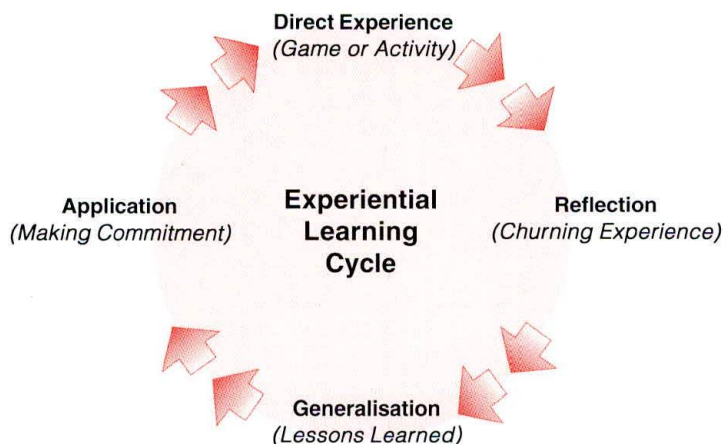 Direct Experience
(Game or Activity)
Reflection
(Churning Experience)
Generalisation
(Lessons Learned)
Application
(Making Commitment)
Experiential
Learning
Cycle